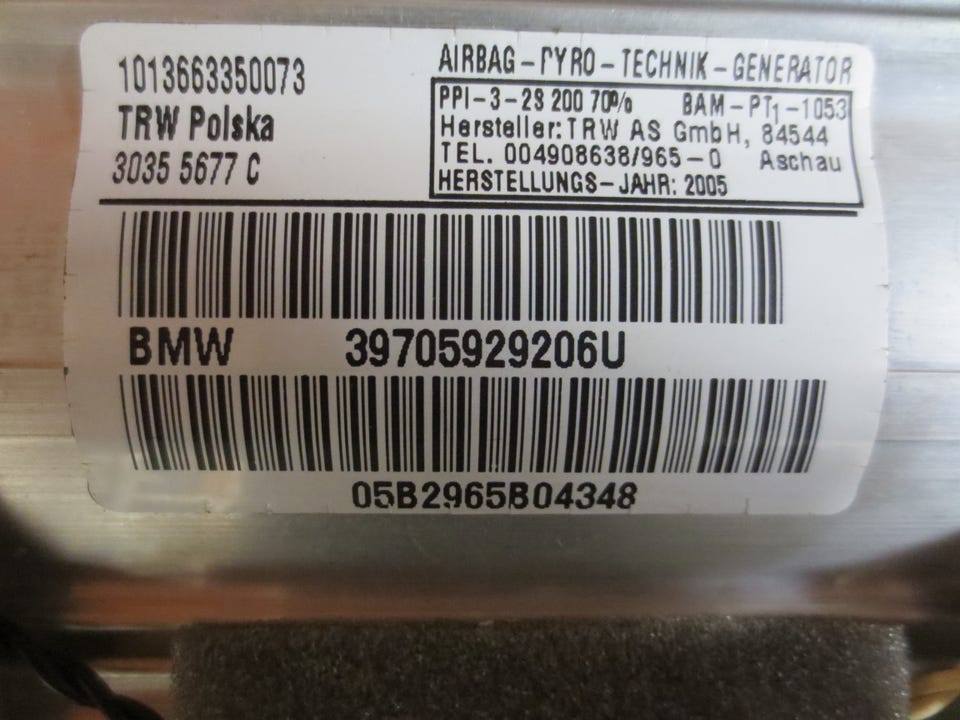 1013663350073
TRW Polska
3035 5677 C
AIRBAG-PYRO-TECHNIK-GENERATOR
PPI-3-2S 200 70% BAM-PT1-1053
Hersteller: TRW AS GmbH, 84544
TEL. 004908638/965-0 Aschau
HERSTELLUNGS-JAHR: 2005
BMW 39705929206U
05B2965B04348